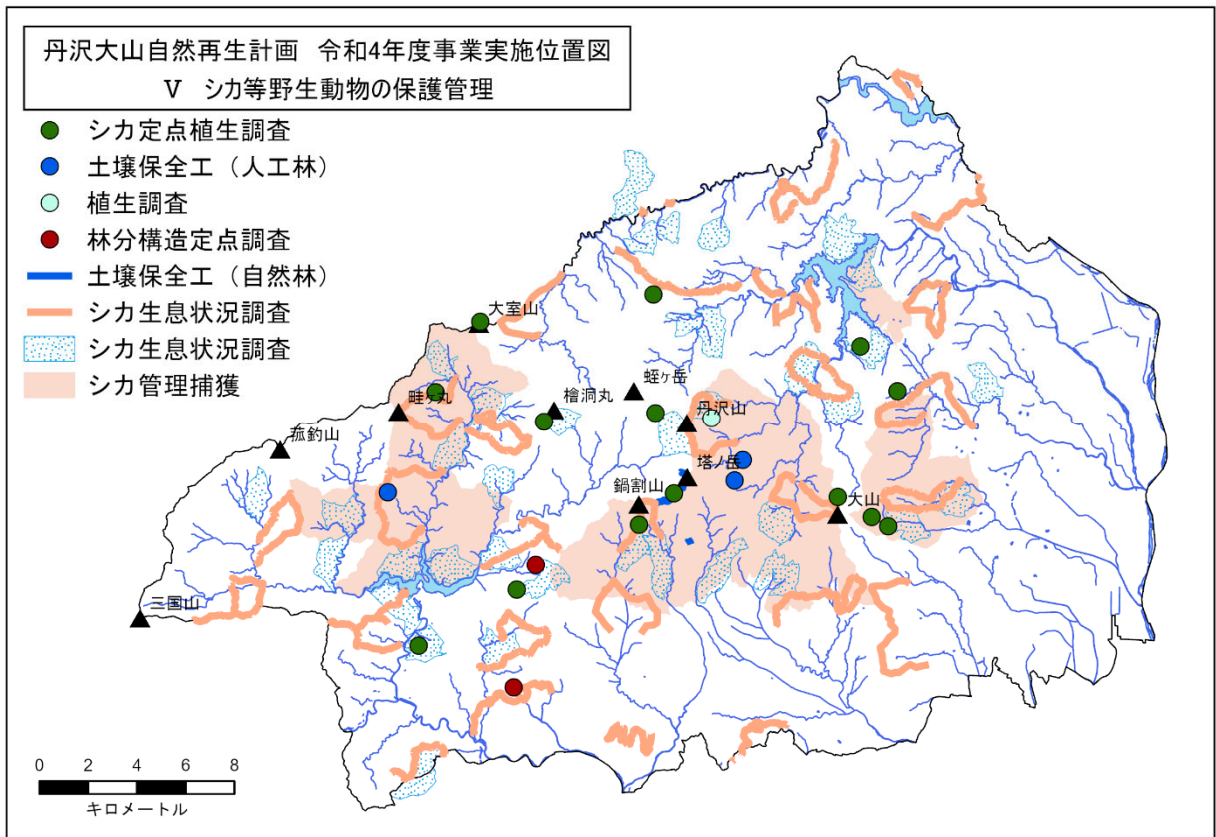 丹沢大山自然再生計画 令和4年度事業実施位置図
Ⅴ シカ等野生動物の保護管理
シカ定点植生調査
土壌保全工（人工林）
植生調査
林分構造定点調査
土壌保全工（自然林）
シカ生息状況調査
シカ生息状況調査
シカ管理捕獲
大室山
畦ヶ丸
檜洞丸
蛭ヶ岳
丹沢山
菰釣山
塔ノ岳
鍋割山
大山
三国山
0 2 4 6 8
キロメートル